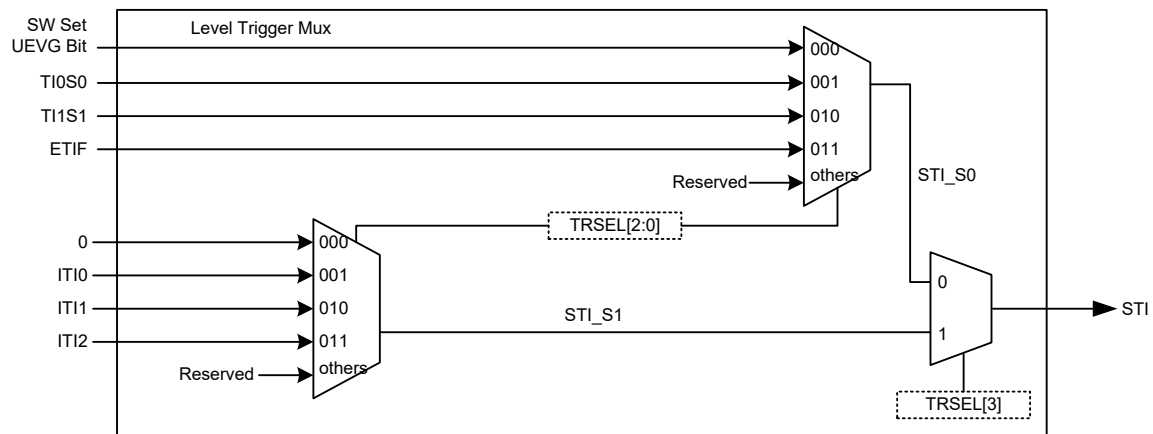 SW Set
UEVG Bit
Level Trigger Mux
000
TI0S0
001
TI1S1
010
ETIF
011
Reserved
others
STI_S0
TRSEL[2:0]
0
000
ITI0
001
ITI1
010
ITI2
011
Reserved
others
STI_S1
0
1
STI
TRSEL[3]